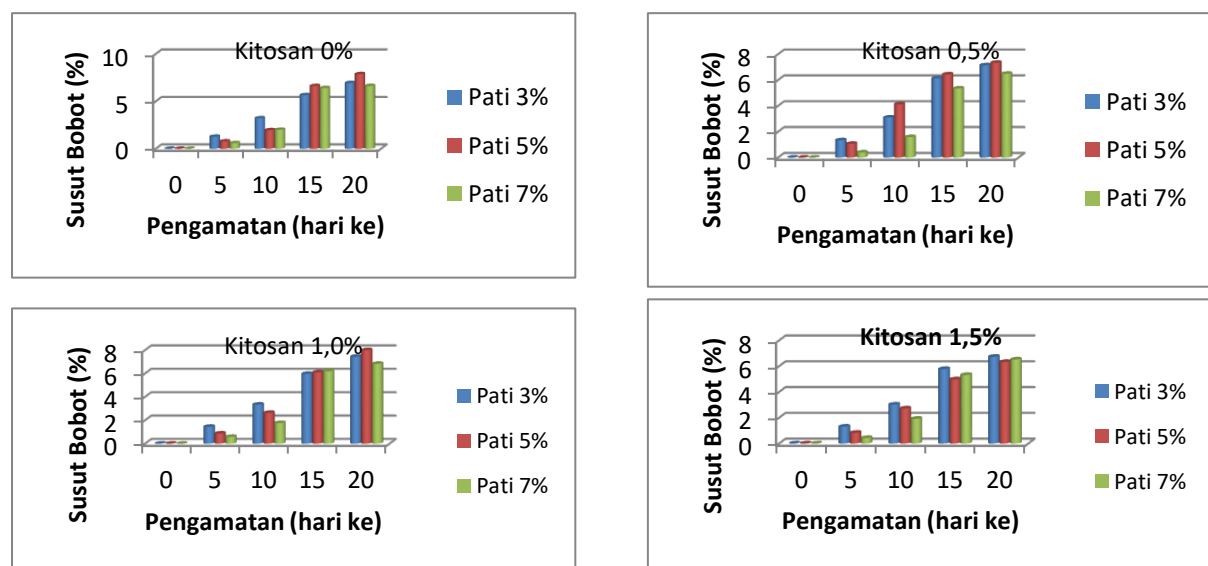 Kitosan 0%
10
5
0
Susut Bobot (%)
0 5 10 15 20
Pengamatan (hari ke)
Pati 3%
Pati 5%
Pati 7%
Kitosan 0,5%
8
6
4
2
0
Susut Bobot (%)
0 5 10 15 20
Pengamatan (hari ke)
Pati 3%
Pati 5%
Pati 7%
Kitosan 1,0%
8
6
4
2
0
Susut Bobot (%)
0 5 10 15 20
Pengamatan (hari ke)
Pati 3%
Pati 5%
Pati 7%
Kitosan 1,5%
8
6
4
2
0
Susut Bobot (%)
0 5 10 15 20
Pengamatan (hari ke)
Pati 3%
Pati 5%
Pati 7%